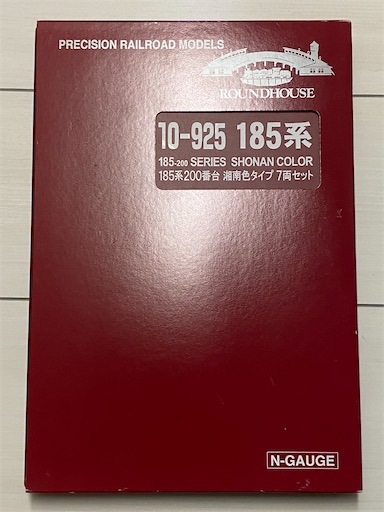 PRECISION RAILROAD MODELS
ROUNDHOUSE
10-925 185系
185-200 SERIES SHONAN COLOR
185系200番台 湘南色タイプ 7両セット
N-GAUGE